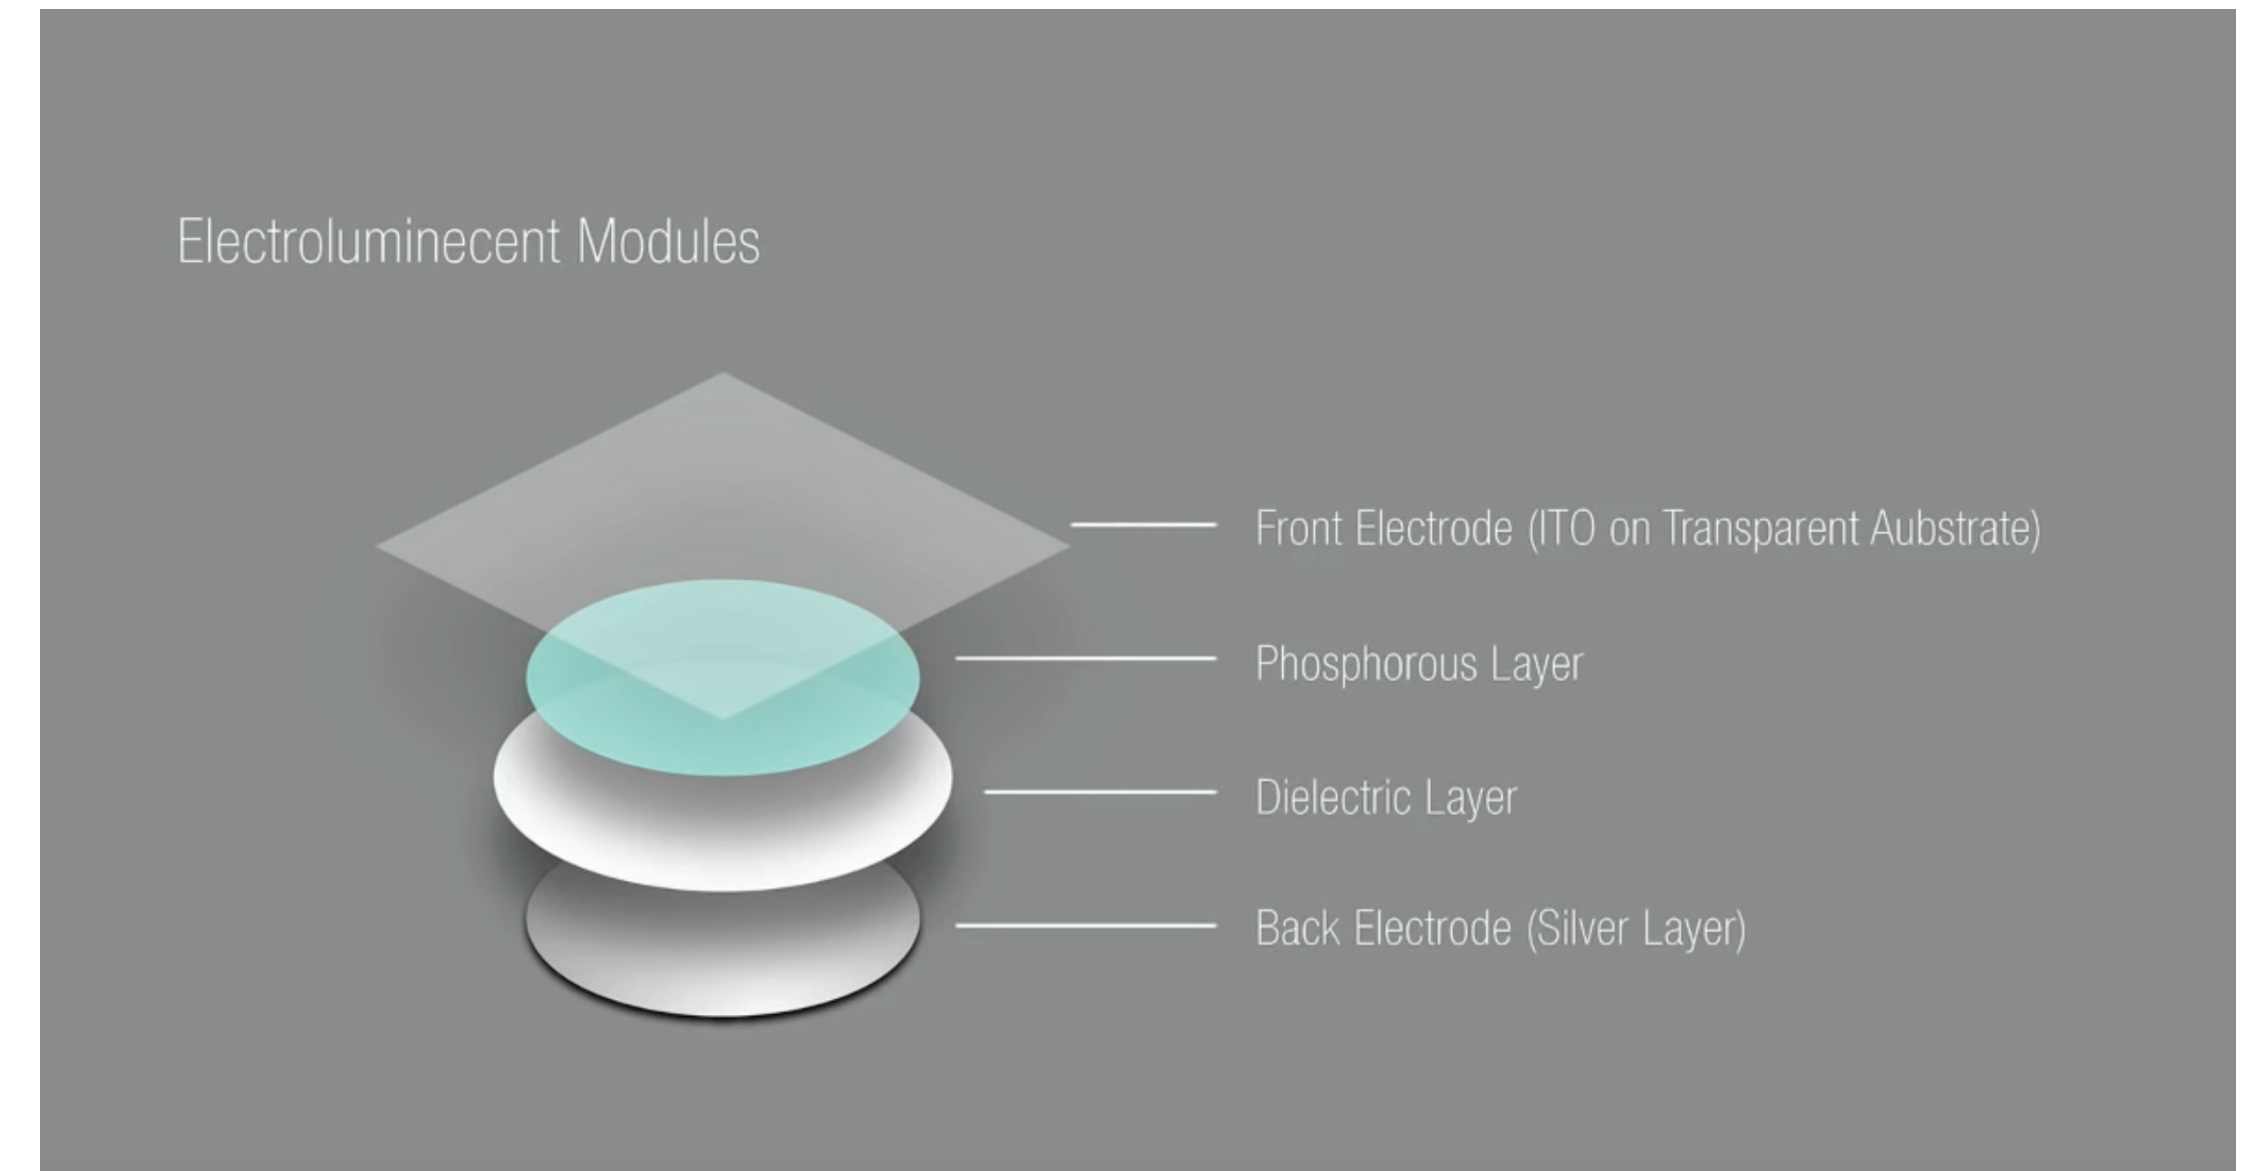 Electroluminecent Modules
Front Electrode (ITO on Transparent Aubstrate)
Phosphorous Layer
Dielectric Layer
Back Electrode (Silver Layer)